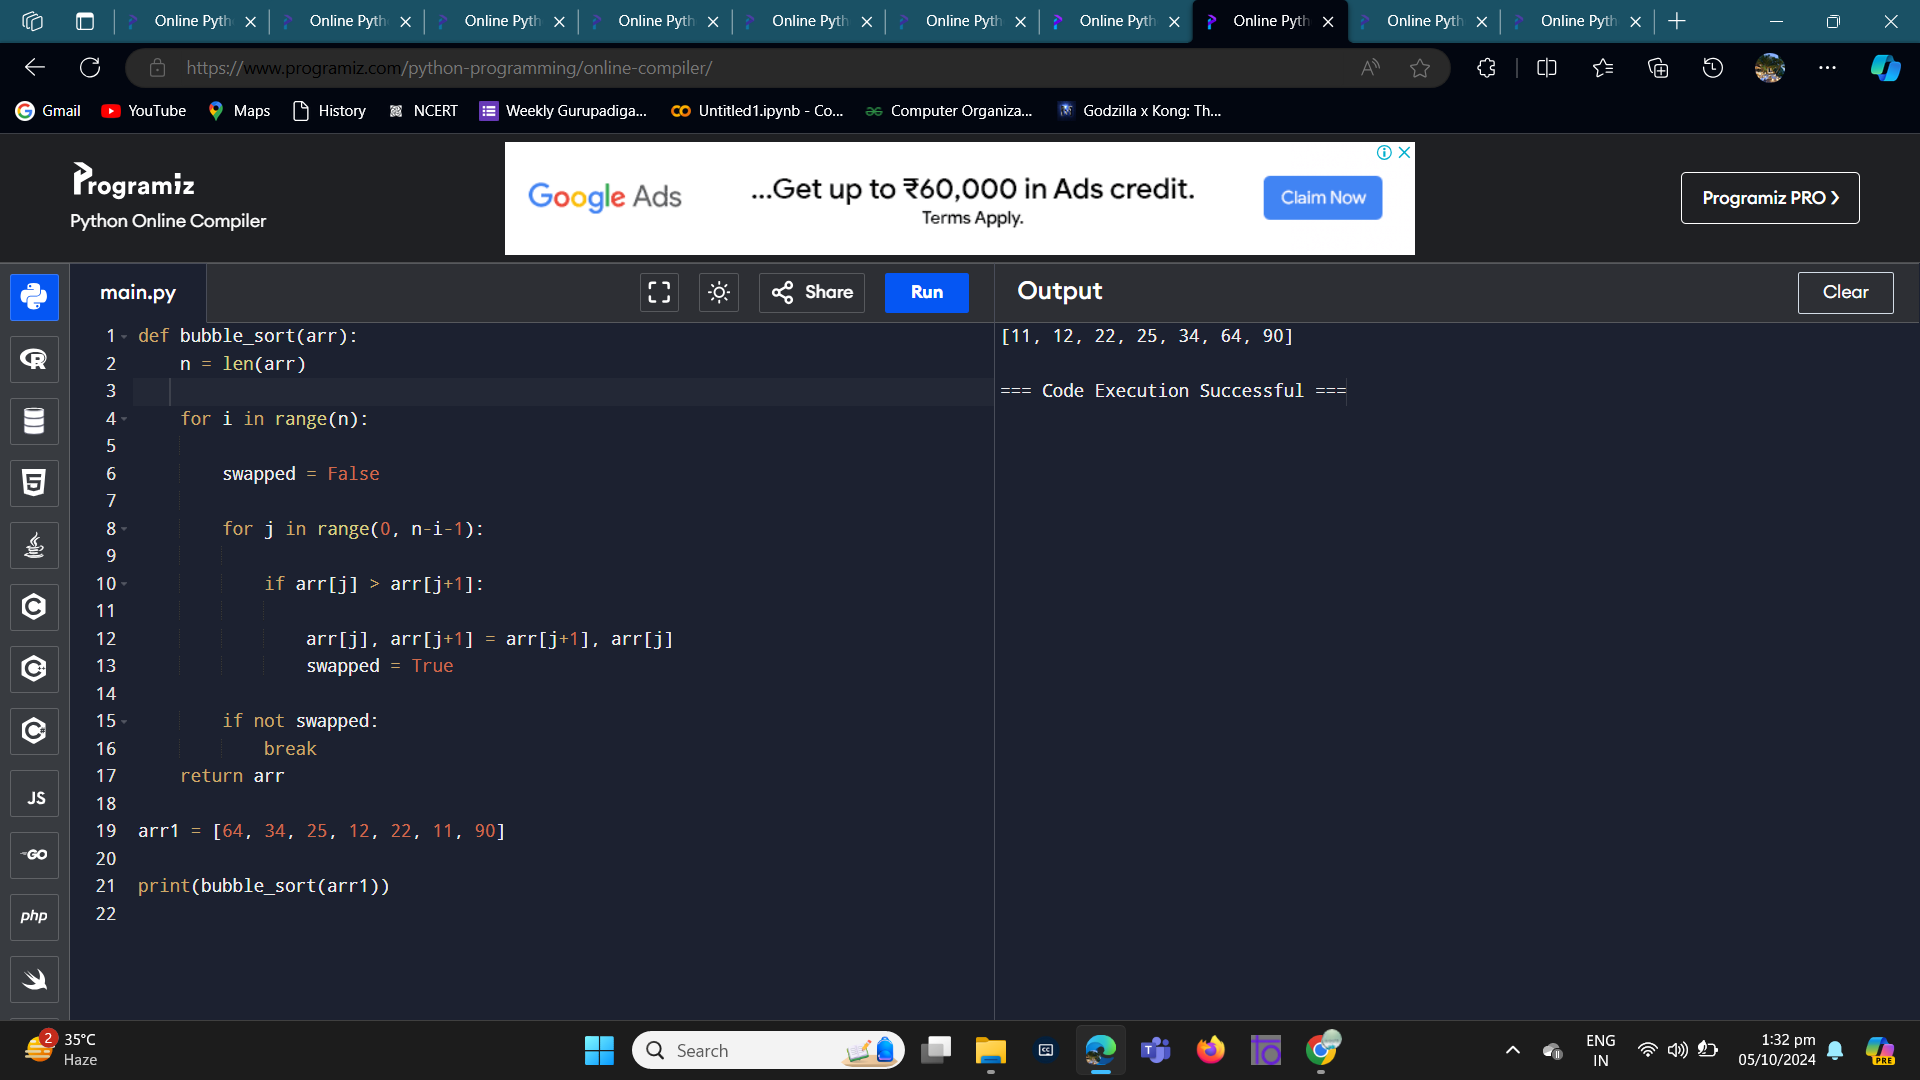 Online Pyth Online Pyth Online Pyth Online Pyth Online Pyth Online Pyth Online Pyth Online Pyth Online Pyth Online Pyth
https://www.programiz.com/python-programming/online-compiler/
Gmail YouTube Maps History NCERT Weekly Gurupadiga... Untitled1.ipynb - Co... Computer Organiza... Godzilla x Kong: Th...
Programiz
Python Online Compiler
Google Ads
...Get up to ₹60,000 in Ads credit.
Terms Apply.
Claim Now
Programiz PRO ❯
main.py Share Run Output Clear
1 def bubble_sort(arr):
2     n = len(arr)
3
4     for i in range(n):
5
6         swapped = False
7
8         for j in range(0, n-i-1):
9
10             if arr[j] > arr[j+1]:
11
12                 arr[j], arr[j+1] = arr[j+1], arr[j]
13                 swapped = True
14
15         if not swapped:
16             break
17     return arr
18
19 arr1 = [64, 34, 25, 12, 22, 11, 90]
20
21 print(bubble_sort(arr1))
22
[11, 12, 22, 25, 34, 64, 90]
=== Code Execution Successful ===
R
5
C
C
C
JS
GO
php
2
35°C
Haze
Search
CC
T
ENG
IN
1:32 pm
05/10/2024
PRE